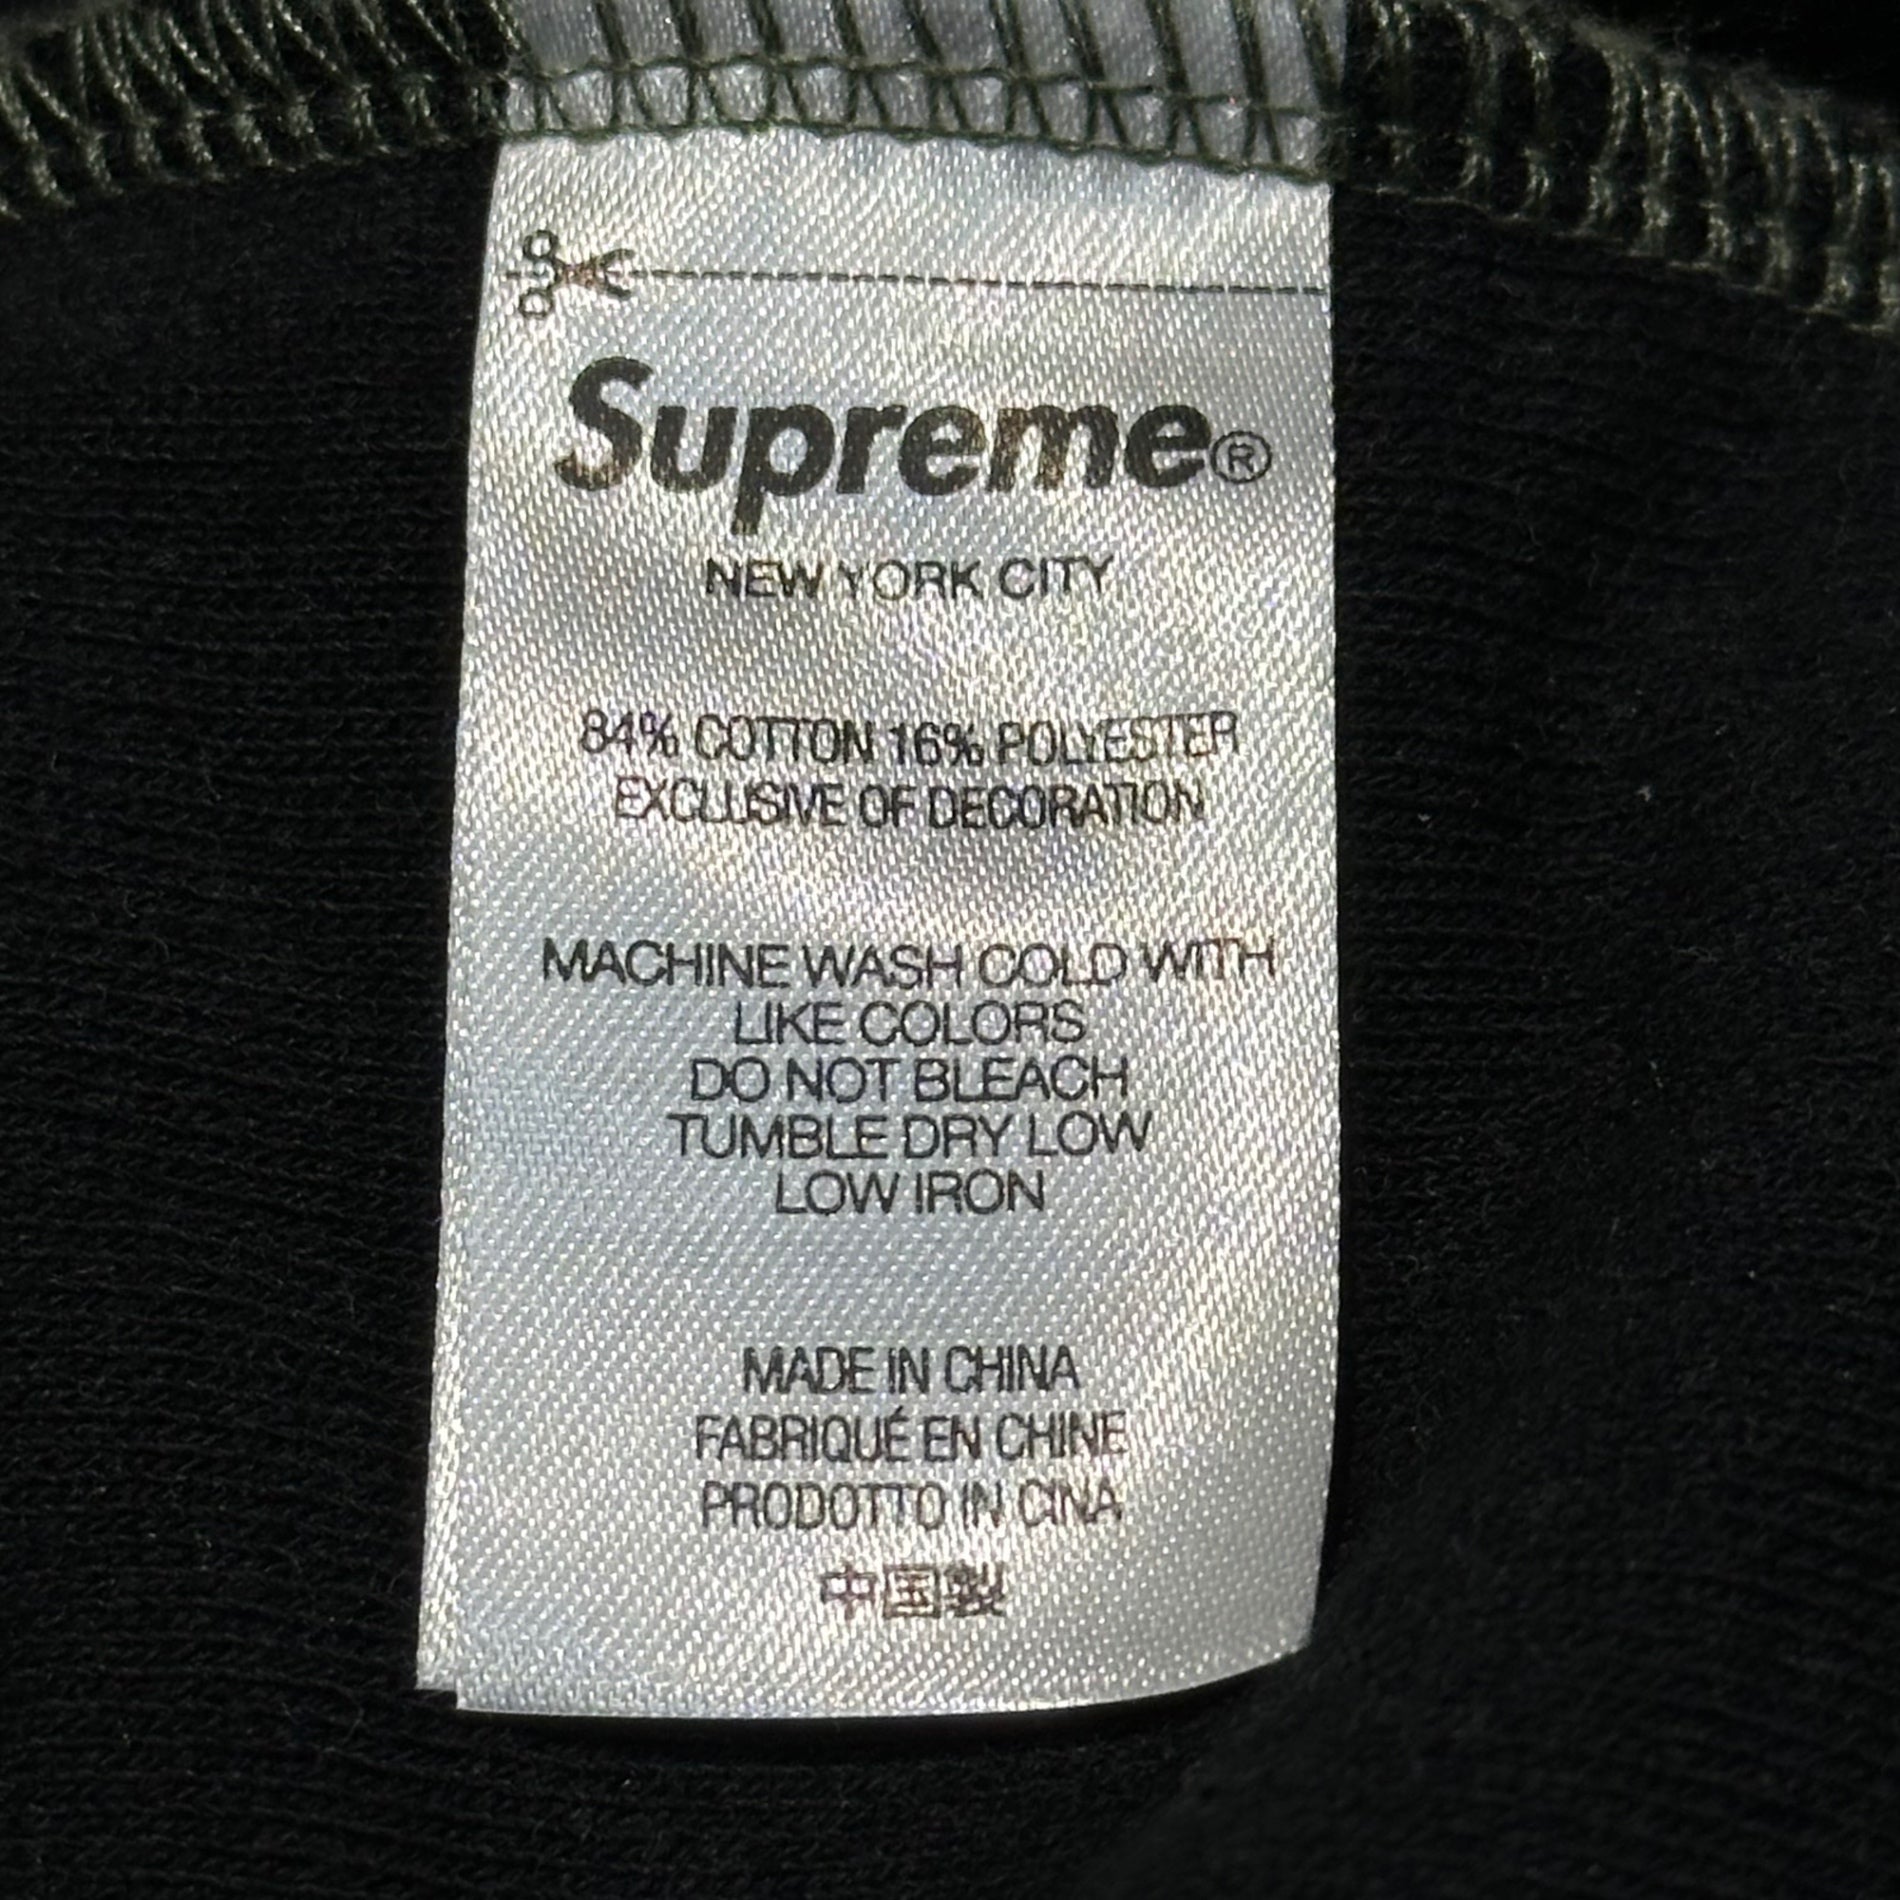 Supreme®
NEW YORK CITY
84% COTTON 16% POLYESTER
EXCLUSIVE OF DECORATION
MACHINE WASH COLD WITH
LIKE COLORS
DO NOT BLEACH
TUMBLE DRY LOW
LOW IRON
MADE IN CHINA
FABRIQUÉ EN CHINE
PRODOTTO IN CINA
中国製